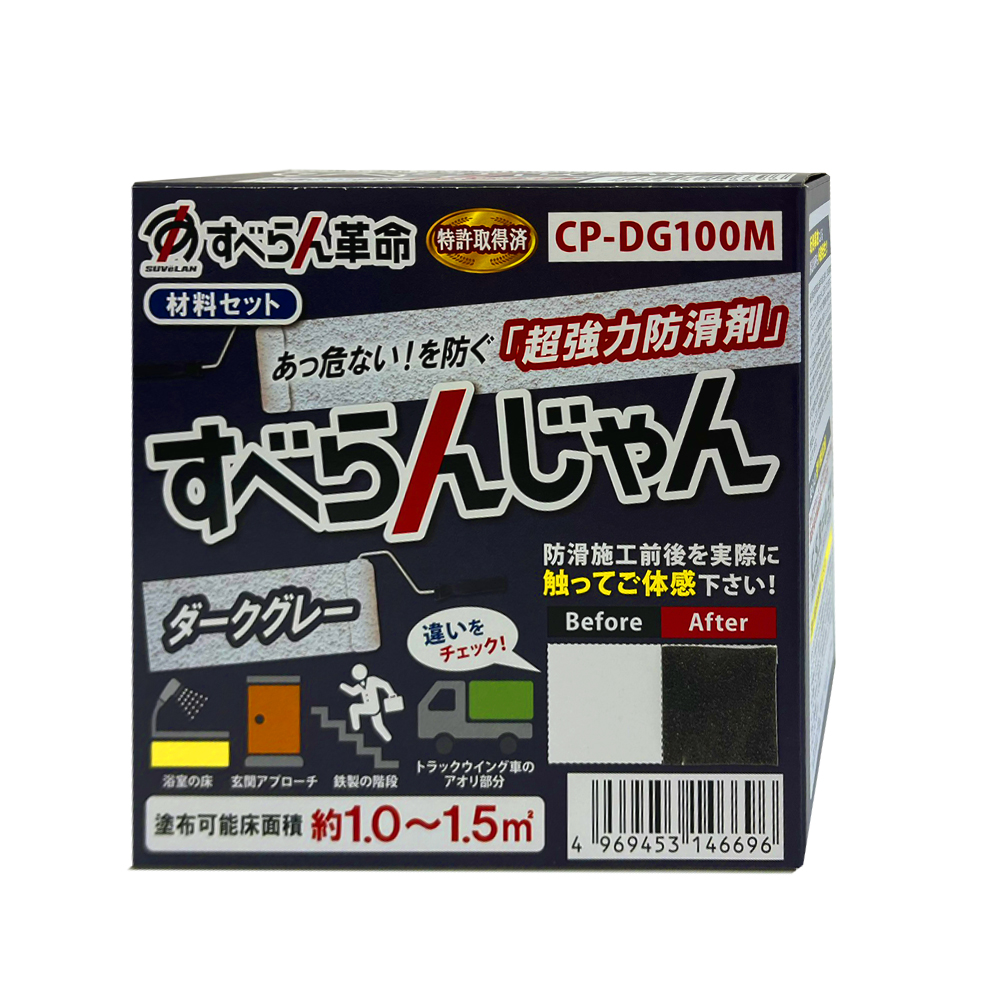 すべらん革命
SUVeLAN
特許取得済
CP-DG100M
材料セット
あっ危ない!を防ぐ「超強力防滑剤」
すべらんじゃん
防滑施工前後を実際に
触ってご体感下さい!
ダークグレー
違いを
チェック!
Before
After
浴室の床
玄関アプローチ
鉄製の階段
トラックウイング車の
アオリ部分
塗布可能床面積 約1.0〜1.5㎡
4 969453 146696